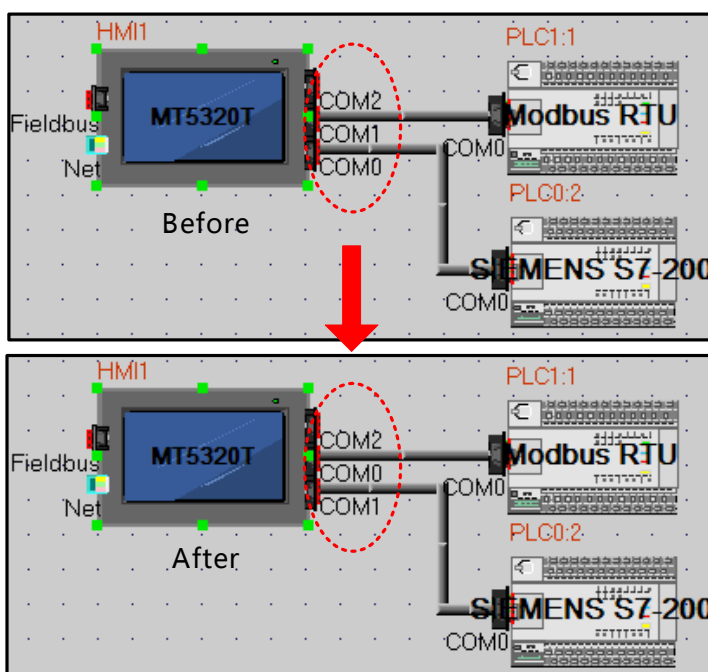 HMI1
PLC1:1
MT5320T
COM2
COM1
COM0
Fieldbus
Net
COM0
Modbus RTU
PLC0:2
Before
SIEMENS S7-200
COM0
HMI1
PLC1:1
MT5320T
COM2
COM0
COM1
Fieldbus
Net
COM0
Modbus RTU
PLC0:2
After
SIEMENS S7-200
COM0